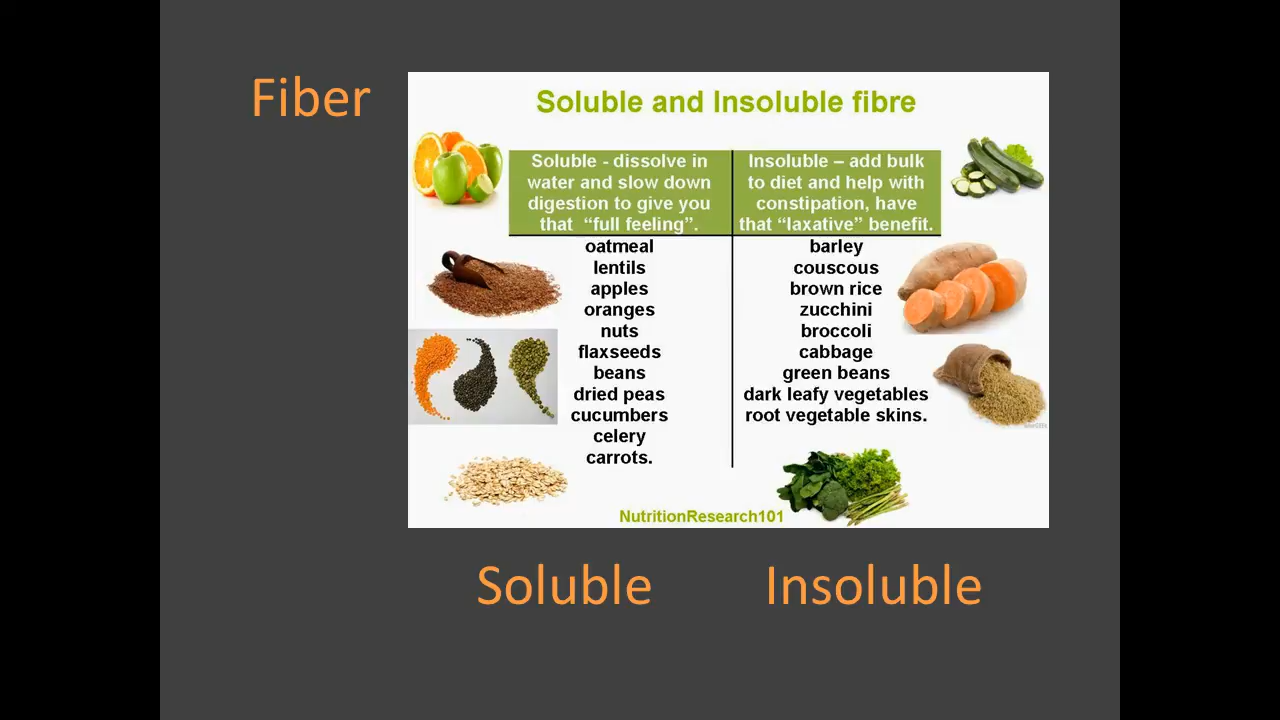 Fiber
Soluble and Insoluble fibre
Soluble - dissolve in
water and slow down
digestion to give you
that "full feeling".
Insoluble – add bulk
to diet and help with
constipation, have
that "laxative" benefit.
oatmeal
lentils
apples
oranges
nuts
flaxseeds
beans
dried peas
cucumbers
celery
carrots.
barley
couscous
brown rice
zucchini
broccoli
cabbage
green beans
dark leafy vegetables
root vegetable skins.
NutritionResearch101
Soluble
Insoluble